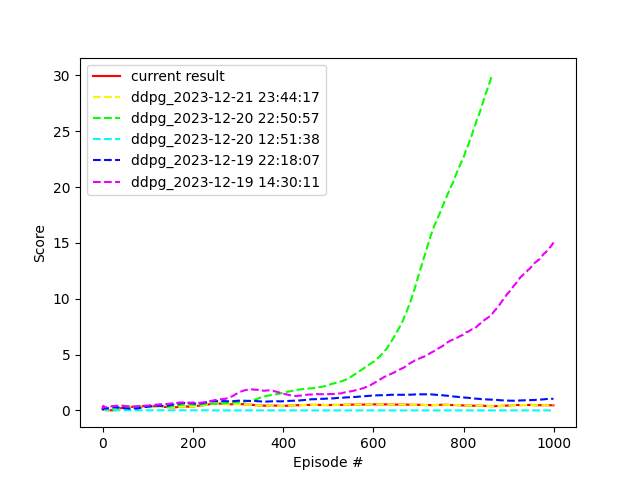 30
25
20
15
10
5
0
Score
current result
ddpg_2023-12-21 23:44:17
ddpg_2023-12-20 22:50:57
ddpg_2023-12-20 12:51:38
ddpg_2023-12-19 22:18:07
ddpg_2023-12-19 14:30:11
0 200 400 600 800 1000
Episode #